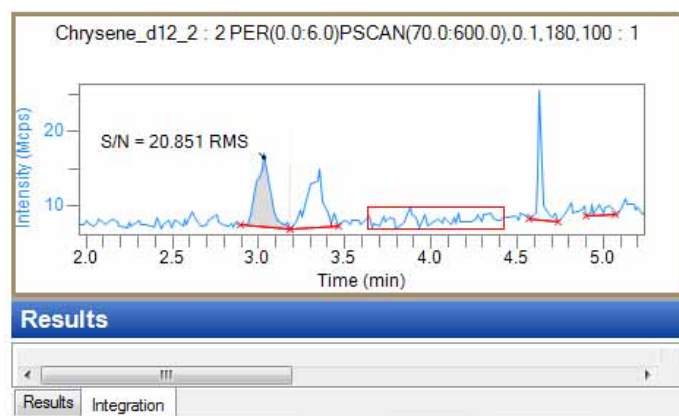 Chrysene_d12_2 : 2 PER(0.0:6.0)PSCAN(70.0:600.0),0.1,180,100 : 1
Intensity (Mcps)
20
10
S/N = 20.851 RMS
2.0 2.5 3.0 3.5 4.0 4.5 5.0
Time (min)
Results
Results Integration